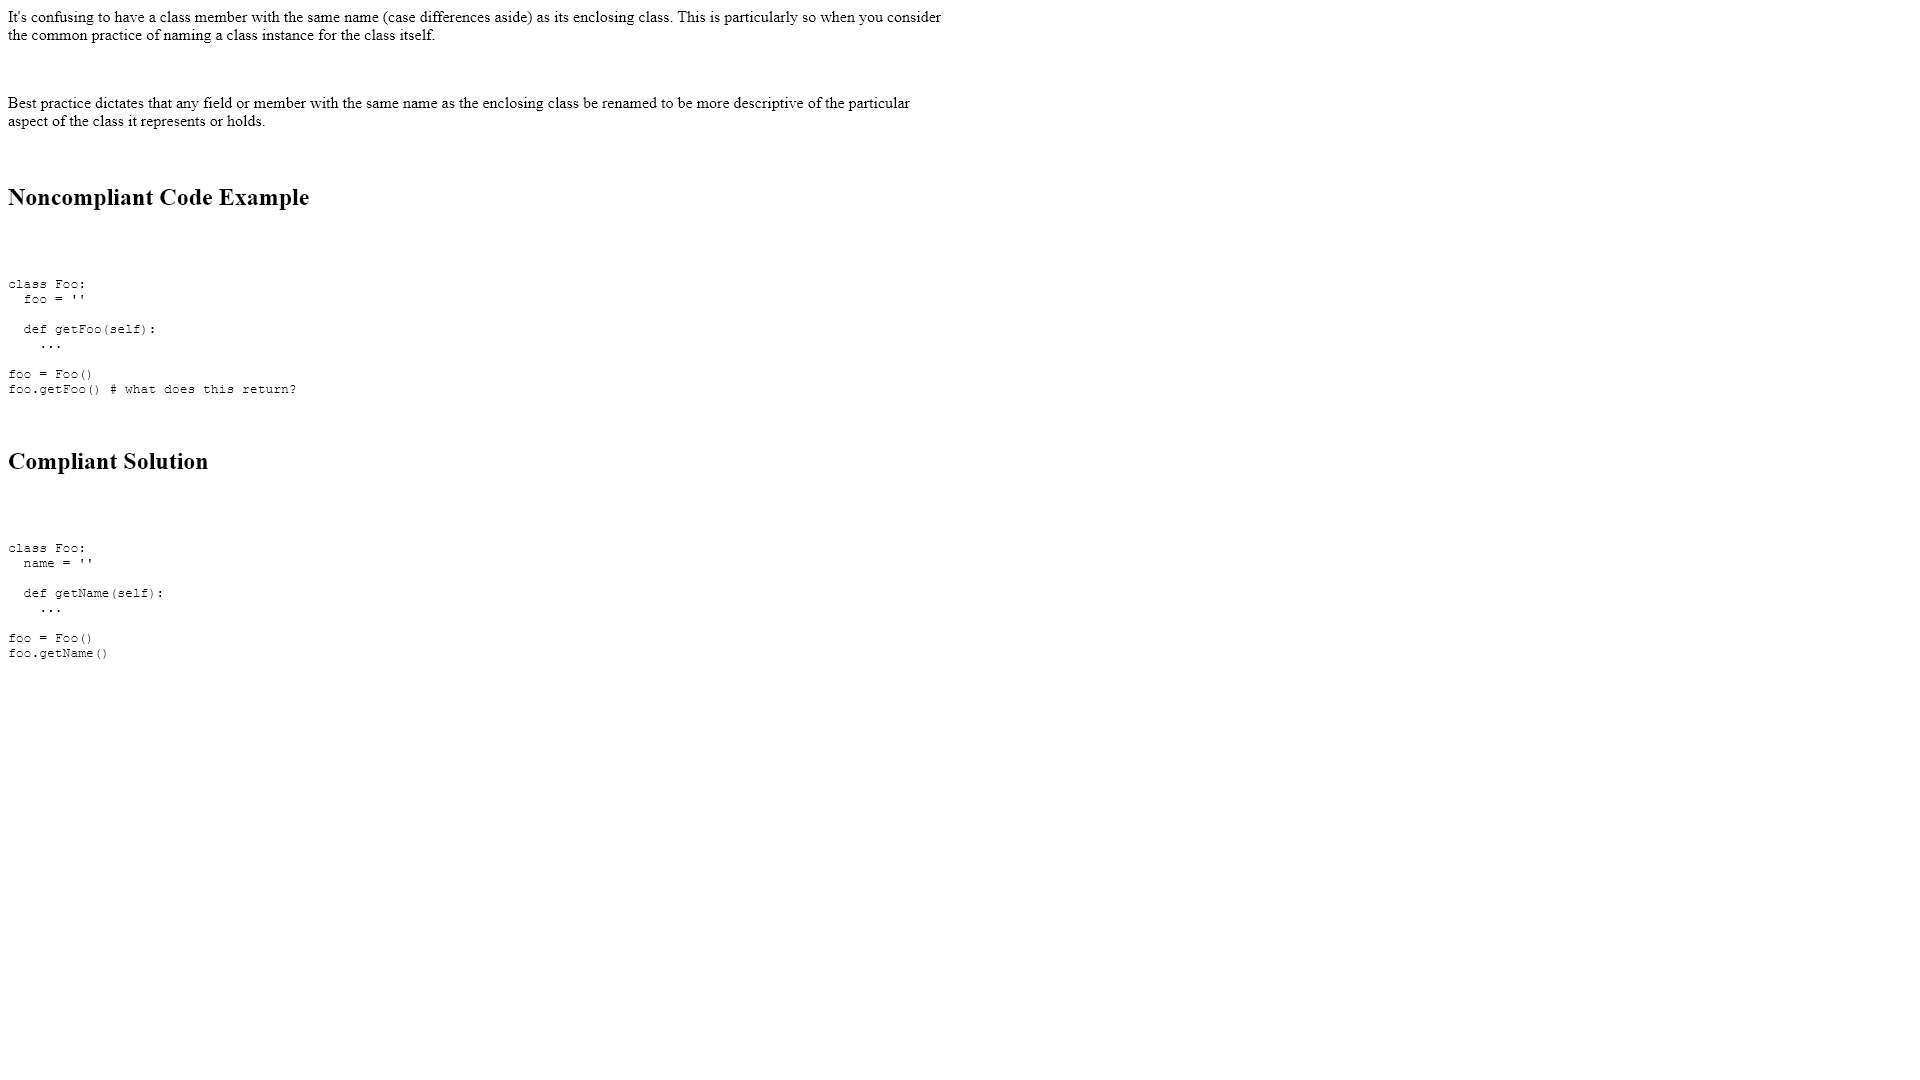 It's confusing to have a class member with the same name (case differences aside) as its enclosing class. This is particularly so when you consider
the common practice of naming a class instance for the class itself.
Best practice dictates that any field or member with the same name as the enclosing class be renamed to be more descriptive of the particular
aspect of the class it represents or holds.
Noncompliant Code Example
class Foo:
  foo = ''
  def getFoo(self):
    ...
foo = Foo()
foo.getFoo() # what does this return?
Compliant Solution
class Foo:
  name = ''
  def getName(self):
    ...
foo = Foo()
foo.getName()